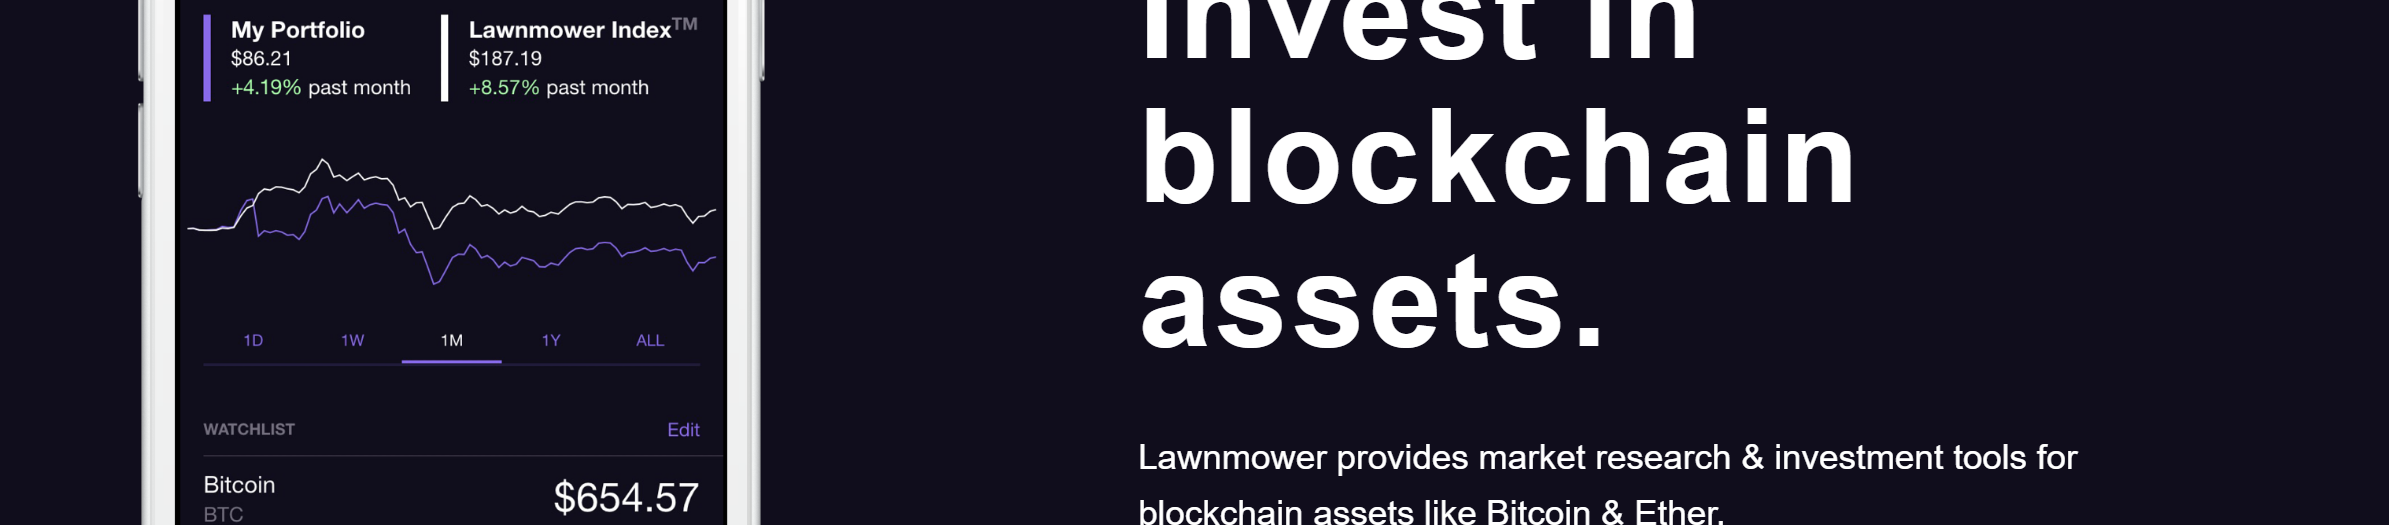 My Portfolio
$86.21
+4.19% past month
Lawnmower Index™
$187.19
+8.57% past month
1D 1W 1M 1Y ALL
WATCHLIST Edit
Bitcoin $654.57
BTC
invest in
blockchain
assets.
Lawnmower provides market research & investment tools for
blockchain assets like Bitcoin & Ether.